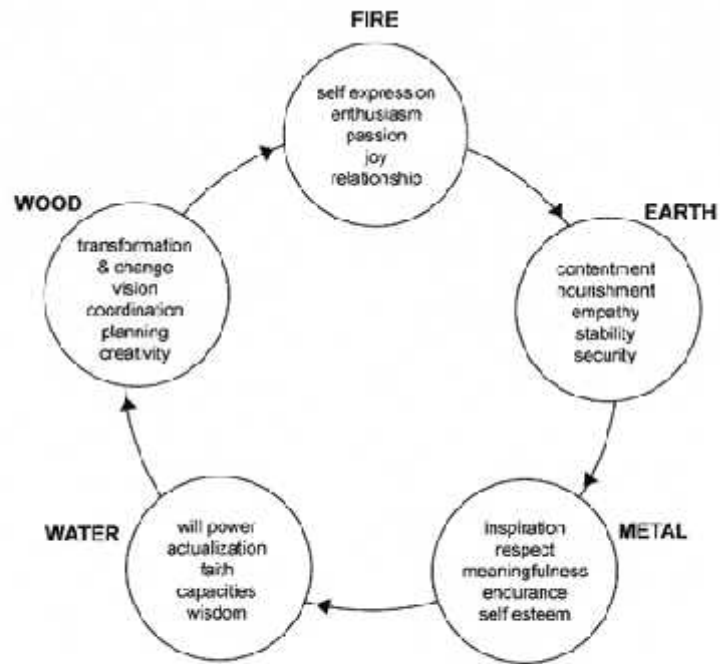 FIRE
self expression
enthusiasm
passion
joy
relationship
WOOD
transformation
& change
vision
coordination
planning
creativity
EARTH
contentment
nourishment
empathy
stability
security
WATER
will power
actualization
faith
capacities
wisdom
METAL
inspiration
respect
meaningfulness
endurance
self esteem